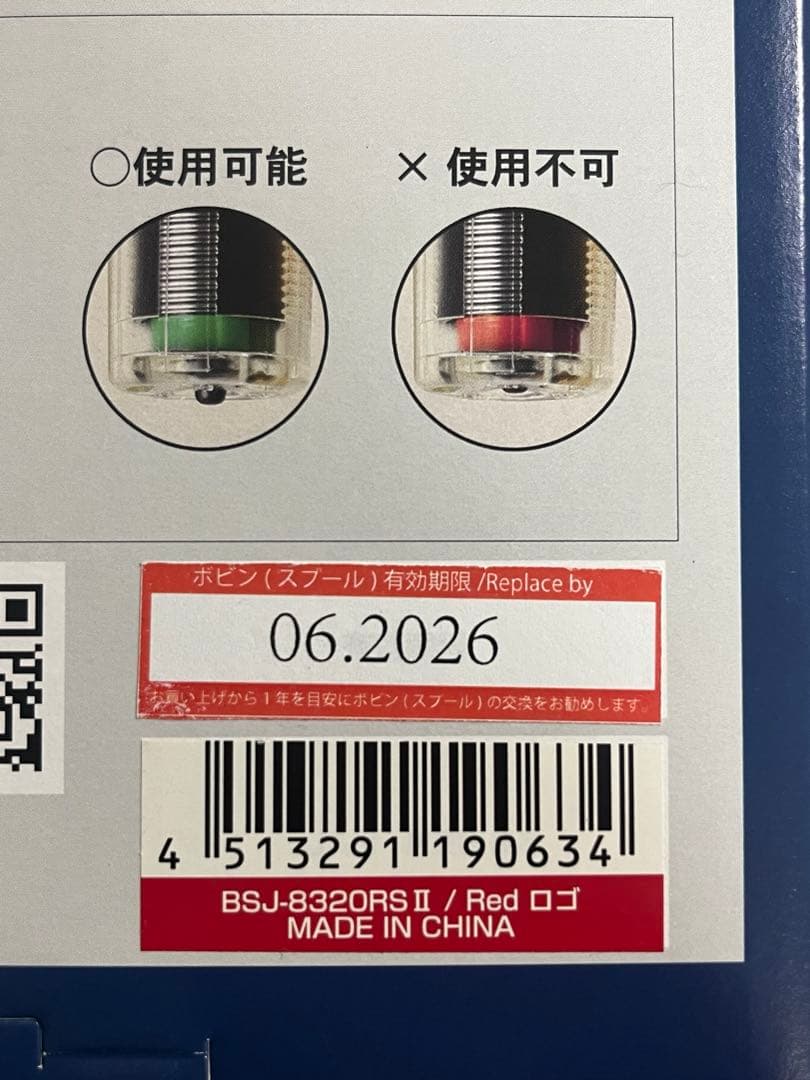 ○使用可能
× 使用不可
ボビン(スプール)有効期限/Replace by
06.2026
お買い上げから1年を目安にボビン(スプール)の交換をお勧めします。
4 513291 190634
BSJ-8320RSⅡ / Red ロゴ
MADE IN CHINA